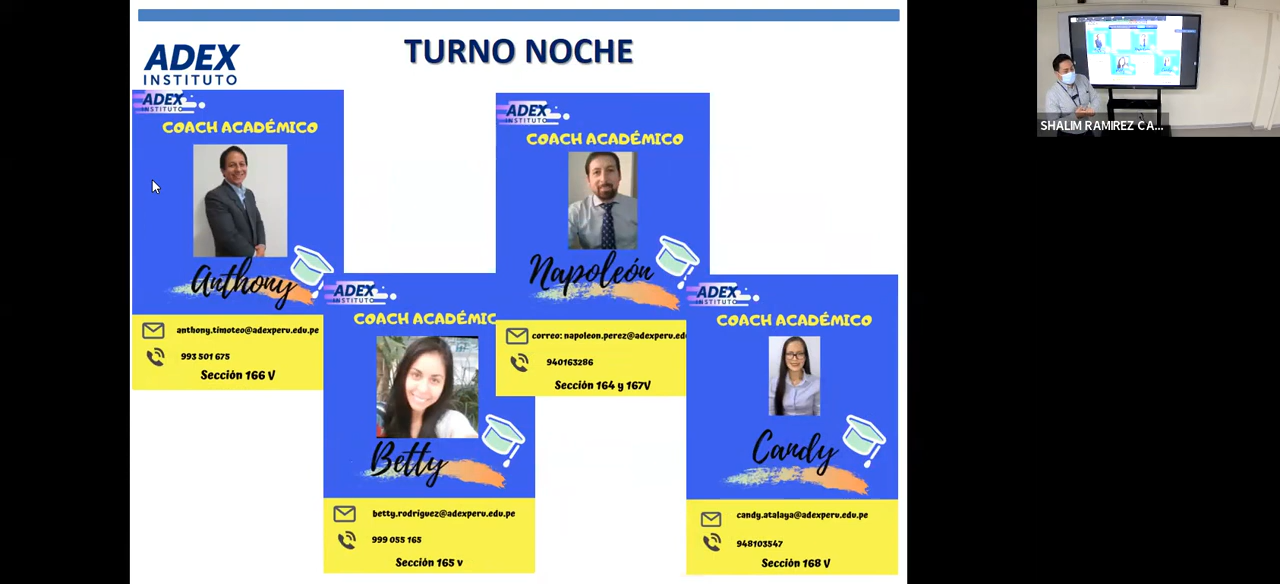 ADEX
INSTITUTO
TURNO NOCHE
ADEX
INSTITUTO
COACH ACADÉMICO
Anthony
anthony.timoteo@adexperu.edu.pe
993 501 675
Sección 166 V
ADEX
INSTITUTO
COACH ACADÉMICO
Betty
betty.rodriguez@adexperu.edu.pe
999 055 165
Sección 165 v
ADEX
INSTITUTO
COACH ACADÉMICO
Napoleón
correo: napoleon.perez@adexperu.ed
940163286
Sección 164 y 167V
ADEX
INSTITUTO
COACH ACADÉMICO
Candy
candy.atalaya@adexperu.edu.pe
948103547
Sección 168 V
SHALIM RAMIREZ CA...